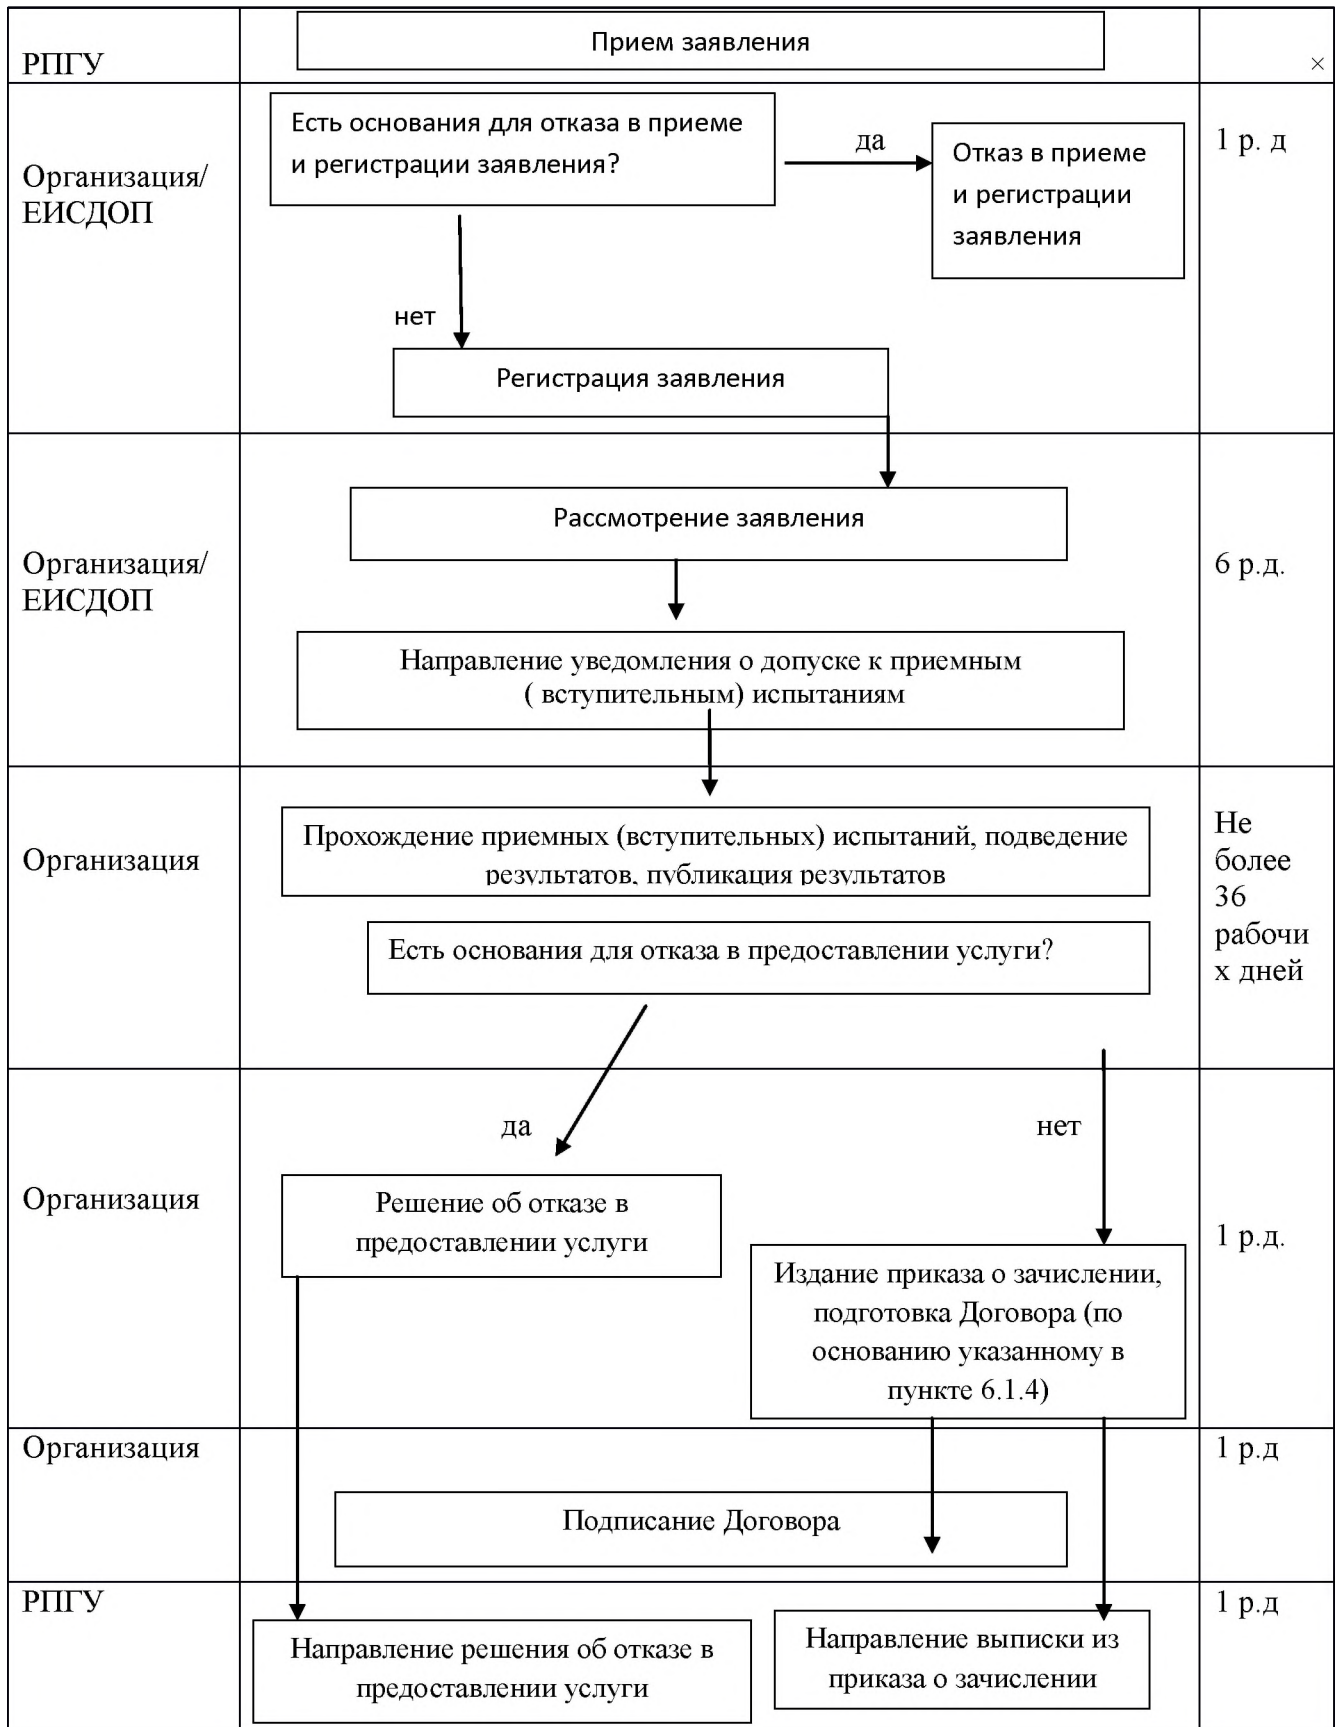 Прием заявления
РПГУ
×
Есть основания для отказа в приеме
и регистрации заявления?
да
Отказ в приеме
и регистрации
заявления
1 р. д
Организация/
ЕИСДОП
нет
Регистрация заявления
Рассмотрение заявления
Организация/
ЕИСДОП
6 р.д.
Направление уведомления о допуске к приемным
( вступительным) испытаниям
Организация
Прохождение приемных (вступительных) испытаний, подведение
результатов, публикация результатов
Не
более
36
рабочи
х дней
Есть основания для отказа в предоставлении услуги?
да
нет
Организация
Решение об отказе в
предоставлении услуги
1 р.д.
Издание приказа о зачислении,
подготовка Договора (по
основанию указанному в
пункте 6.1.4)
Организация
1 р.д
Подписание Договора
РПГУ
1 р.д
Направление решения об отказе в
предоставлении услуги
Направление выписки из
приказа о зачислении